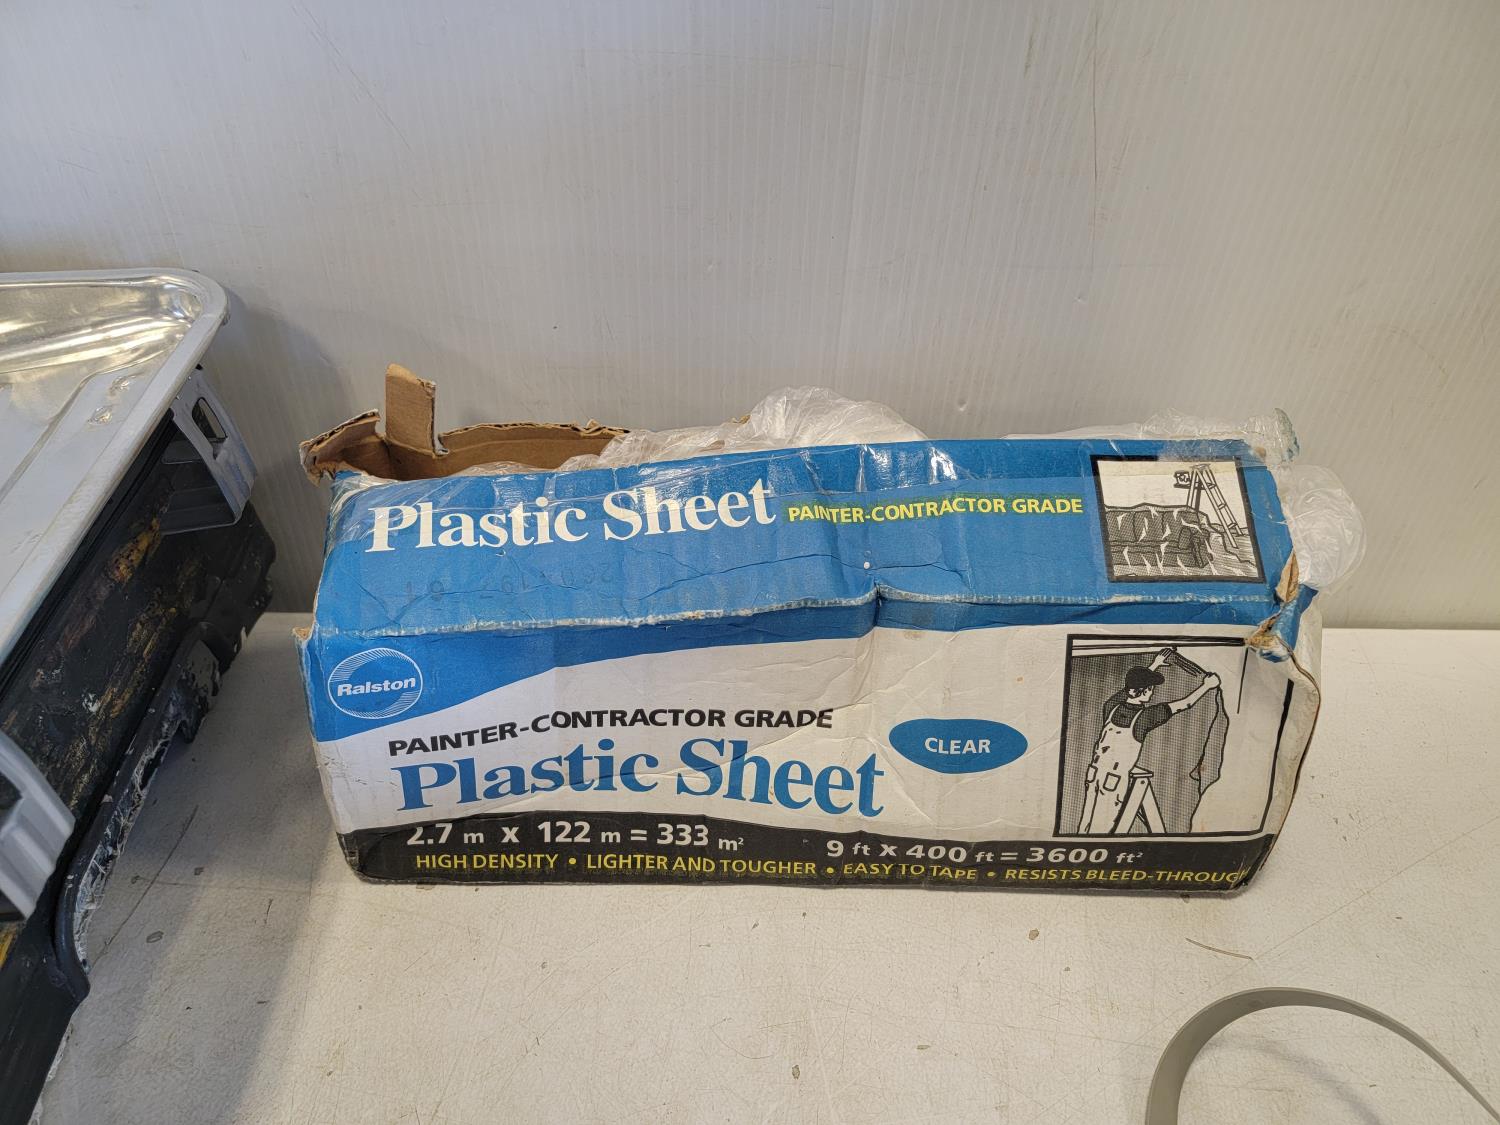 Plastic Sheet PAINTER-CONTRACTOR GRADE
Ralston
PAINTER-CONTRACTOR GRADE
Plastic Sheet
CLEAR
2.7 m x 122 m = 333 m² 9 ft x 400 ft = 3600 ft²
HIGH DENSITY • LIGHTER AND TOUGHER • EASY TO TAPE • RESISTS BLEED-THROUGH